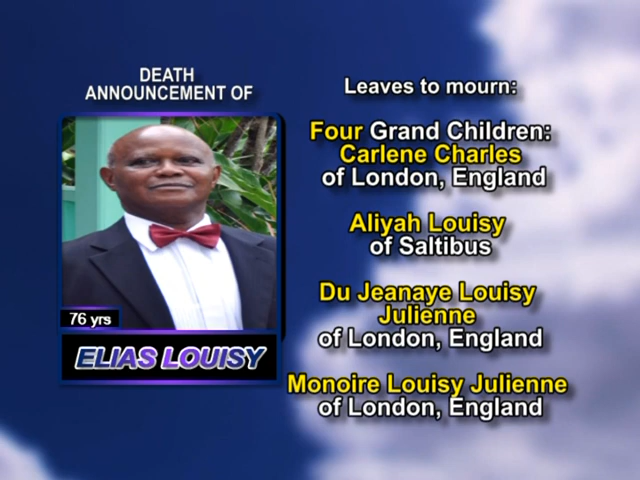 DEATH
ANNOUNCEMENT OF
76 yrs
ELIAS LOUISY
Leaves to mourn:
Four Grand Children:
Carlene Charles
of London, England
Aliyah Louisy
of Saltibus
Du Jeanaye Louisy
Julienne
of London, England
Monoire Louisy Julienne
of London, England